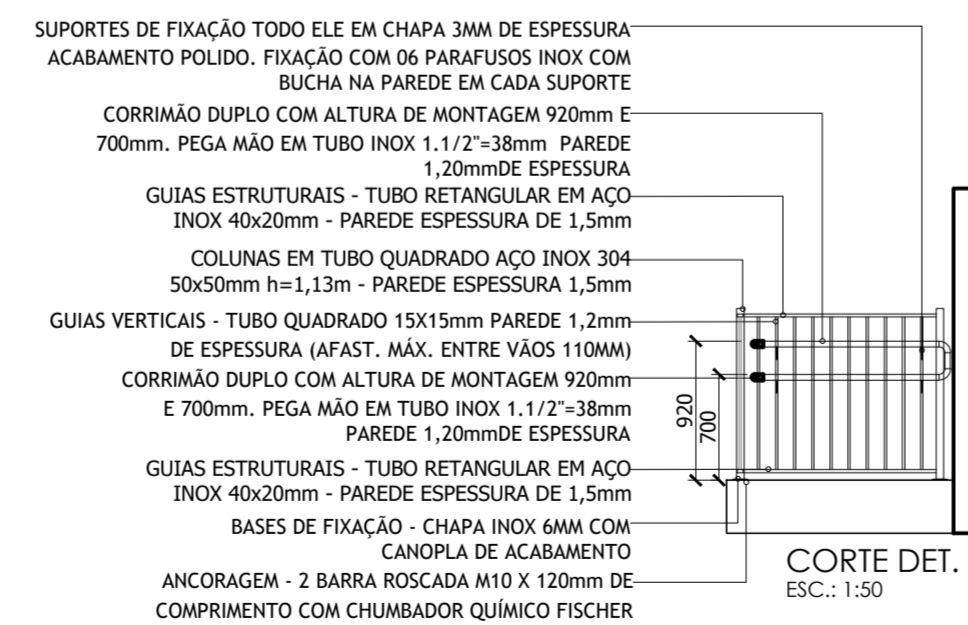 SUPORTES DE FIXAÇÃO TODO ELE EM CHAPA 3MM DE ESPESSURA
ACABAMENTO POLIDO. FIXAÇÃO COM 06 PARAFUSOS INOX COM
BUCHA NA PAREDE EM CADA SUPORTE
CORRIMÃO DUPLO COM ALTURA DE MONTAGEM 920mm E
700mm. PEGA MÃO EM TUBO INOX 1.1/2"=38mm PAREDE
1,20mmDE ESPESSURA
GUIAS ESTRUTURAIS - TUBO RETANGULAR EM AÇO
INOX 40x20mm - PAREDE ESPESSURA DE 1,5mm
COLUNAS EM TUBO QUADRADO AÇO INOX 304
50x50mm h=1,13m - PAREDE ESPESSURA 1,5mm
GUIAS VERTICAIS - TUBO QUADRADO 15X15mm PAREDE 1,2mm
DE ESPESSURA (AFAST. MÁX. ENTRE VÃOS 110MM)
CORRIMÃO DUPLO COM ALTURA DE MONTAGEM 920mm
E 700mm. PEGA MÃO EM TUBO INOX 1.1/2"=38mm
PAREDE 1,20mmDE ESPESSURA
GUIAS ESTRUTURAIS - TUBO RETANGULAR EM AÇO
INOX 40x20mm - PAREDE ESPESSURA DE 1,5mm
BASES DE FIXAÇÃO - CHAPA INOX 6MM COM
CANOPLA DE ACABAMENTO
ANCORAGEM - 2 BARRA ROSCADA M10 X 120mm DE
COMPRIMENTO COM CHUMBADOR QUÍMICO FISCHER
920
700
CORTE DET.
ESC.: 1:50